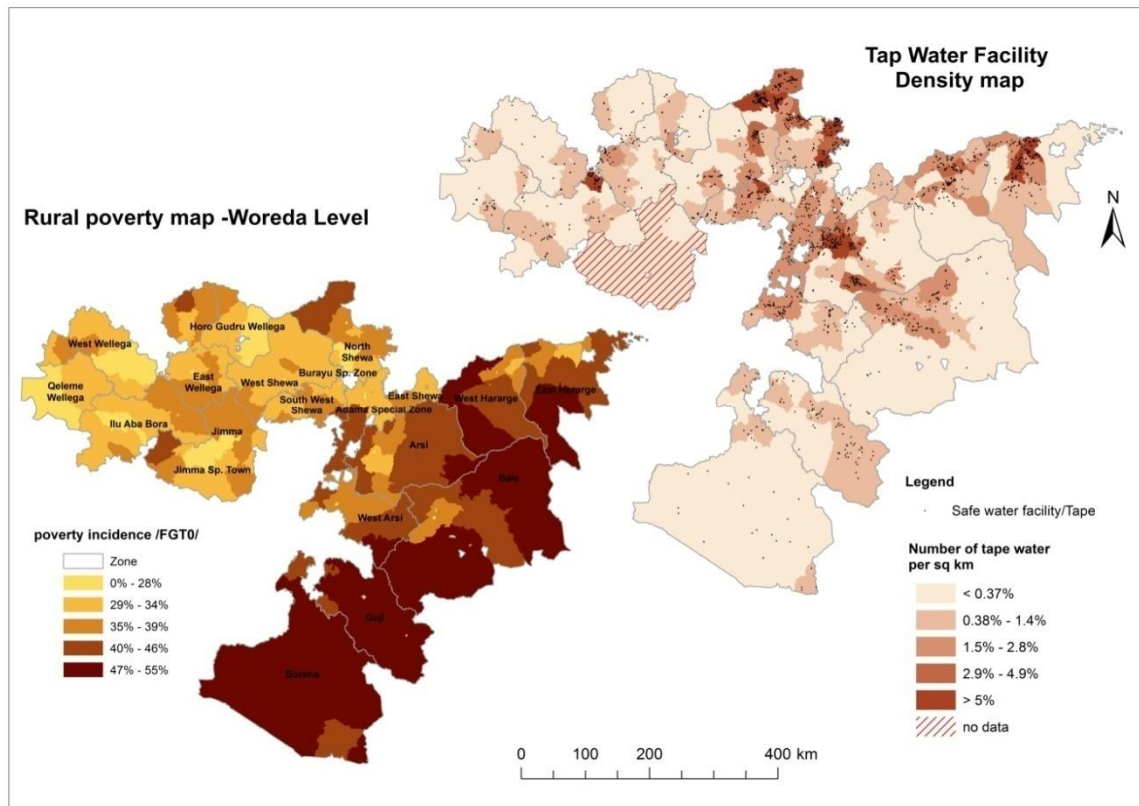 Tap Water Facility
Density map
N
Rural poverty map -Woreda Level
Horo Gudru Wellega
West Wellega
North
Shewa
Burayu Sp. Zone
East
Wellega
West Shewa
Qeleme
Wellega
East Shewa
West Hararge
East Hararge
South West
Shewa
Adama Special Zone
Ilu Aba Bora
Jimma
Arsi
Jimma Sp. Town
Bale
West Arsi
Guji
Borena
poverty incidence /FGT0/
Zone
0% - 28%
29% - 34%
35% - 39%
40% - 46%
47% - 55%
Legend
Safe water facility/Tape
Number of tape water
per sq km
< 0.37%
0.38% - 1.4%
1.5% - 2.8%
2.9% - 4.9%
> 5%
no data
0 100 200 400 km